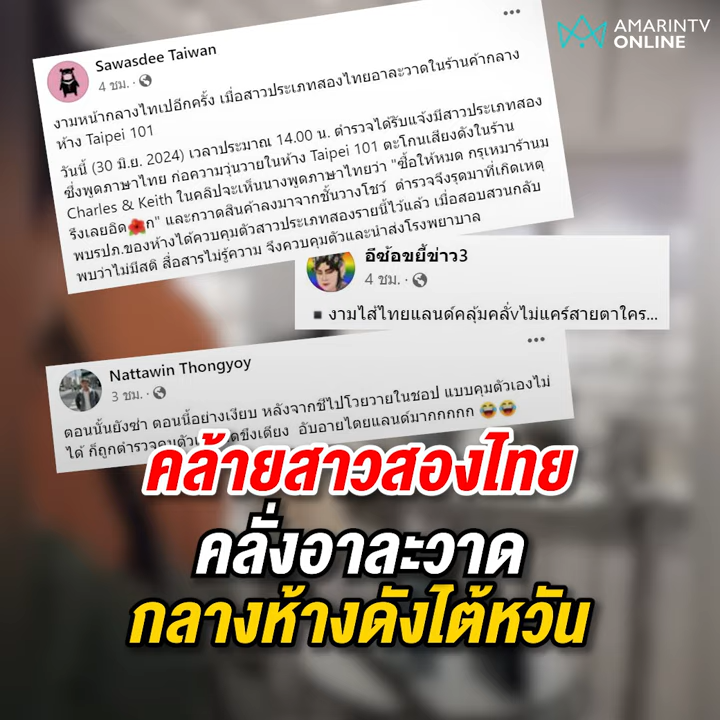 AMARINTV
ONLINE
Sawasdee Taiwan
4 ชม.
งามหน้ากลางไทเปอีกครั้ง เมื่อสาวประเภทสองไทยอาละวาดในร้านค้ากลาง
ห้าง Taipei 101
วันนี้ (30 มิ.ย. 2024) เวลาประมาณ 14.00 น. ตำรวจได้รับแจ้งมีสาวประเภทสอง
ซึ่งพูดภาษาไทย ก่อความวุ่นวายในห้าง Taipei 101 ตะโกนเสียงดังในร้าน
Charles & Keith ในคลิปจะเห็นนางพูดภาษาไทยว่า "ซื้อให้หมด กรุเหมาร้านม
รึงเลยอิด🌺ก" และกวาดสินค้าลงมาจากชั้นวางโชว์ ตำรวจจึงรุดมาที่เกิดเหตุ
พบรปภ.ของห้างได้ควบคุมตัวสาวประเภทสองรายนี้ไว้แล้ว เมื่อสอบสวนกลับ
พบว่าไม่มีสติ สื่อสารไม่รู้ความ จึงควบคุมตัวและนำส่งโรงพยาบาล
อีซ้อขยี้ข่าว3
4 ชม.
▪️งามไส้ไทยแลนด์คลุ้มคลั่vไม่แคร์สายตาใคร...
Nattawin Thongyoy
3 ชม.
ตอนนั้นยังซ่า ตอนนี้อย่างเงียบ หลังจากชีไปโวยวายในชอป แบบคุมตัวเองไม่
ได้ ก็ถูกตำรวจคุมตัว ขึงเตียง อับอายไตยแลนด์มากกกกก 😂😂
คล้ายสาวสองไทย
คลั่งอาละวาด
กลางห้างดังไต้หวัน